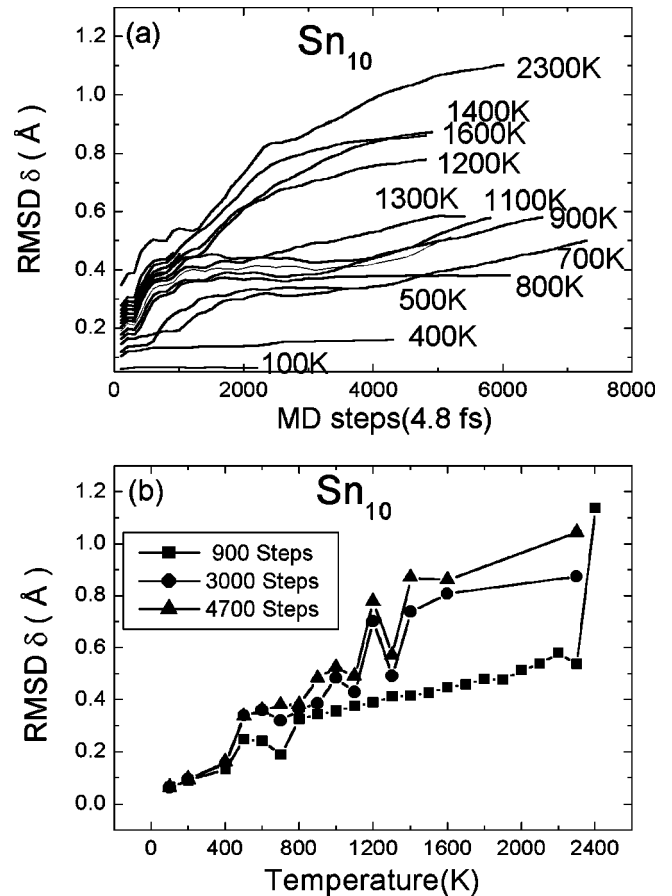 (a)
Sn10
1.2
1.0
0.8
0.6
0.4
0.2
RMSD δ ( Å )
2300K
1400K
1600K
1200K
1300K
1100K
900K
700K
800K
500K
400K
100K
0 2000 4000 6000 8000
MD steps(4.8 fs)
(b)
Sn10
1.2
1.0
0.8
0.6
0.4
0.2
0.0
RMSD δ ( Å )
900 Steps
3000 Steps
4700 Steps
0 400 800 1200 1600 2000 2400
Temperature(K)